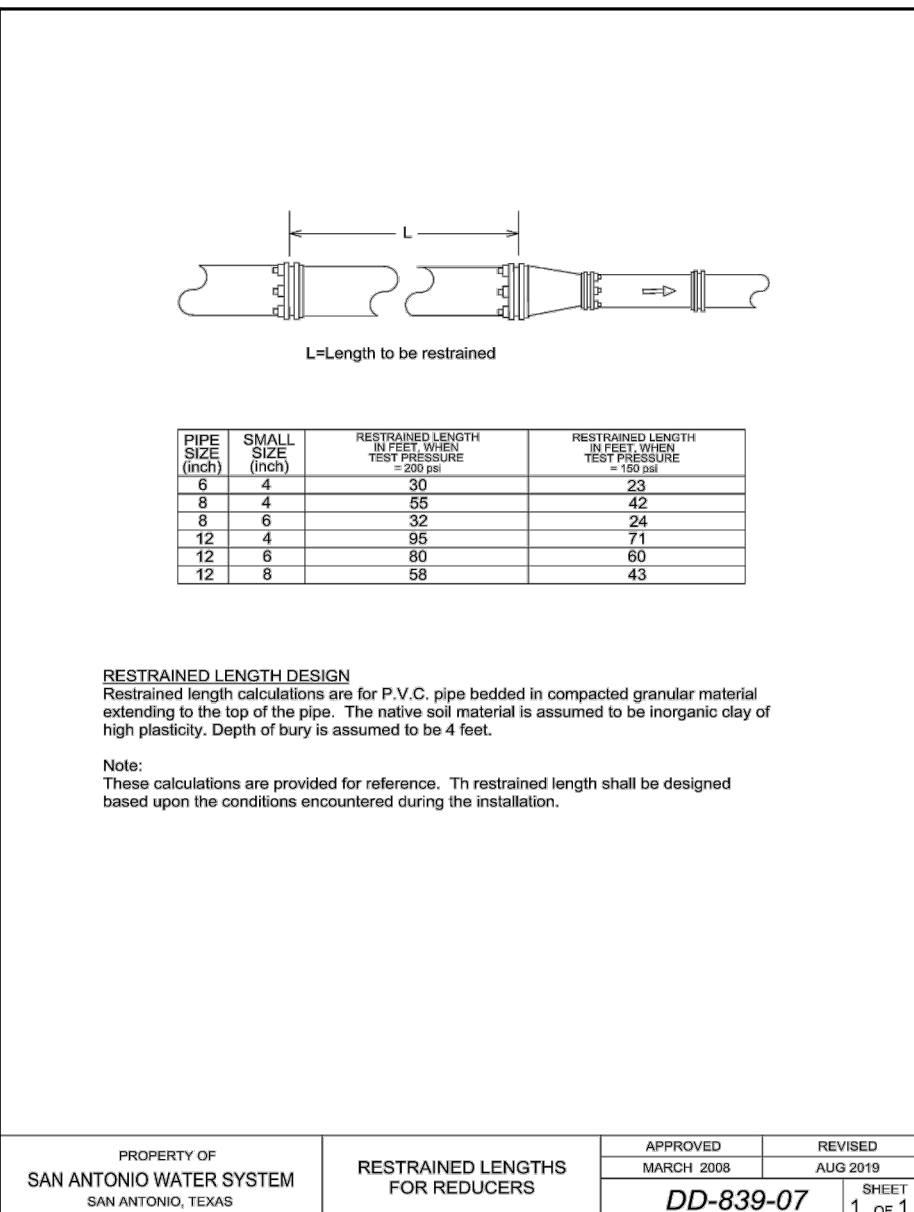 L
L=Length to be restrained
PIPE SIZE (inch) SMALL SIZE (inch) RESTRAINED LENGTH IN FEET, WHEN TEST PRESSURE = 200 psi RESTRAINED LENGTH IN FEET, WHEN TEST PRESSURE = 150 psi
6 4 30 23
8 4 55 42
8 6 32 24
12 4 95 71
12 6 80 60
12 8 58 43
RESTRAINED LENGTH DESIGN
Restrained length calculations are for P.V.C. pipe bedded in compacted granular material
extending to the top of the pipe. The native soil material is assumed to be inorganic clay of
high plasticity. Depth of bury is assumed to be 4 feet.
Note:
These calculations are provided for reference. Th restrained length shall be designed
based upon the conditions encountered during the installation.
PROPERTY OF
SAN ANTONIO WATER SYSTEM
SAN ANTONIO, TEXAS
RESTRAINED LENGTHS
FOR REDUCERS
APPROVED REVISED
MARCH 2008 AUG 2019
DD-839-07
SHEET
1 OF 1